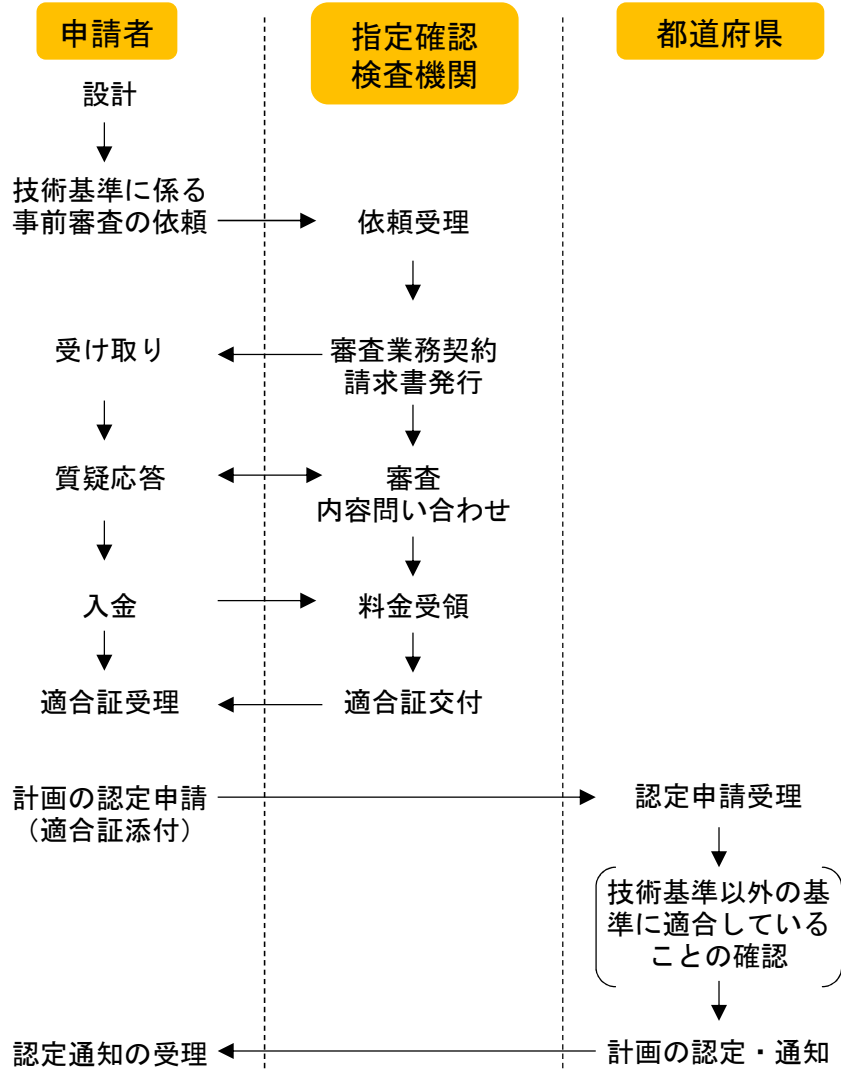 申請者
指定確認
検査機関
都道府県
設計
技術基準に係る
事前審査の依頼
依頼受理
受け取り
審査業務契約
請求書発行
質疑応答
審査
内容問い合わせ
入金
料金受領
適合証受理
適合証交付
計画の認定申請
（適合証添付）
認定申請受理
技術基準以外の基
準に適合している
ことの確認
認定通知の受理
計画の認定・通知